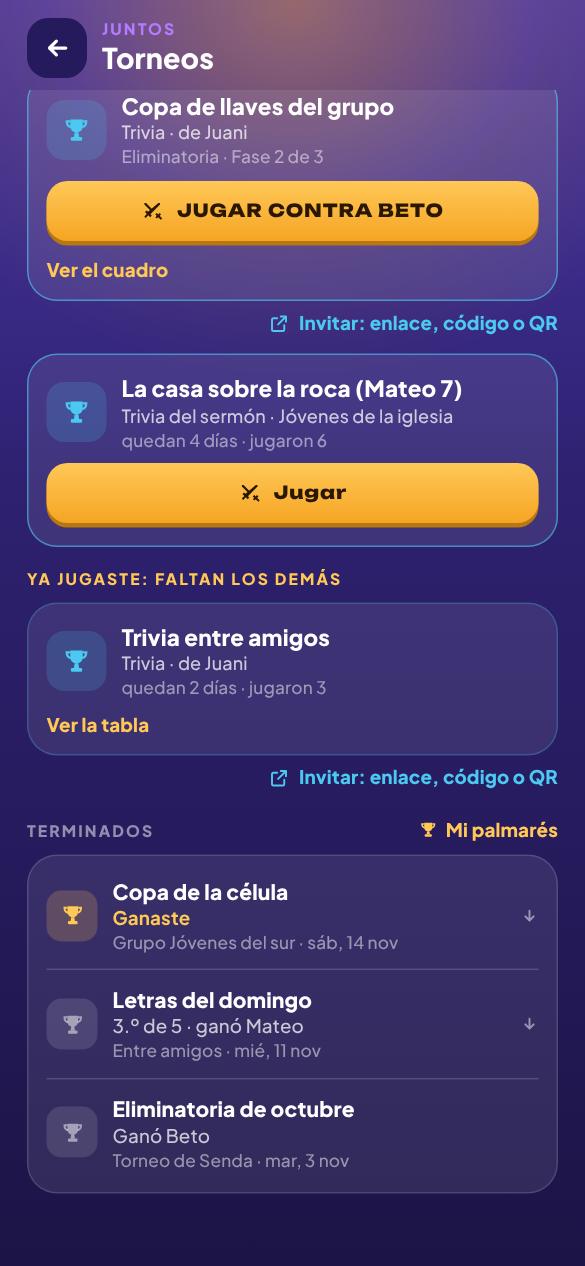 JUNTOS
Torneos
Copa de llaves del grupo
Trivia · de Juani
Eliminatoria · Fase 2 de 3
JUGAR CONTRA BETO
Ver el cuadro
Invitar: enlace, código o QR
La casa sobre la roca (Mateo 7)
Trivia del sermón · Jóvenes de la iglesia
quedan 4 días · jugaron 6
Jugar
YA JUGASTE: FALTAN LOS DEMÁS
Trivia entre amigos
Trivia · de Juani
quedan 2 días · jugaron 3
Ver la tabla
Invitar: enlace, código o QR
TERMINADOS
Mi palmarés
Copa de la célula
Ganaste
Grupo Jóvenes del sur · sáb, 14 nov
Letras del domingo
3.º de 5 · ganó Mateo
Entre amigos · mié, 11 nov
Eliminatoria de octubre
Ganó Beto
Torneo de Senda · mar, 3 nov